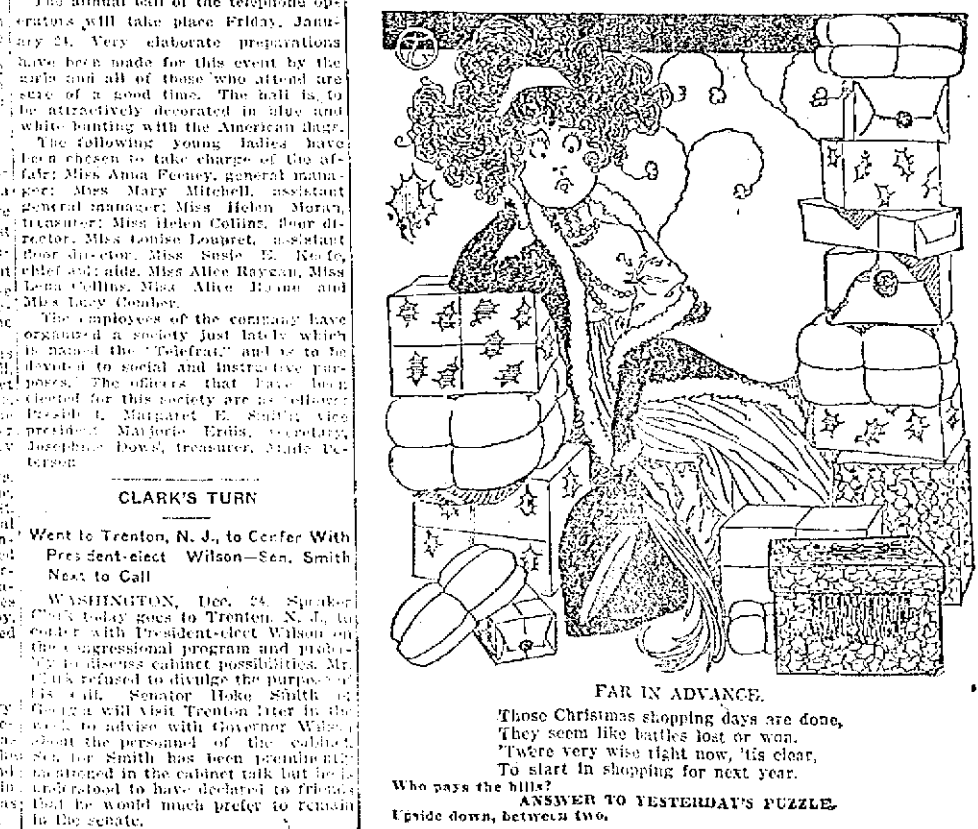 The annual ball of the telephone op-
erators will take place Friday, Janu-
ary 24. Very elaborate preparations
have been made for this event by the
girls and all of those who attend are
sure of a good time. The hall is to
be attractively decorated in blue and
white bunting with the American flags.
The following young ladies have
been chosen to take charge of the af-
fair: Miss Anna Feeney, general mana-
ger; Miss Mary Mitchell, assistant
general manager; Miss Helen Moran,
treasurer; Miss Helen Collins, floor di-
rector, Miss Louise assistant
floor director, Miss Susie E.
chief aid; aids, Miss Alice Miss
Lena Collins, Miss Alice and
Miss Lucy
The employees of the company have
organized a society just lately which
is named the "Telefrat," and is to be
devoted to social and instructive pur-
poses. The officers that have been
elected for this society are as follows:
President, Margaret E. Smith; vice
president Marjorie secretary,
Josephine treasurer,
CLARK'S TURN
Went to Trenton, N. J., to Confer With
President-elect Wilson—Sen. Smith
Next to Call
WASHINGTON, Dec. 24. Speaker
Clark today goes to Trenton, N. J., to
confer with President-elect Wilson on
the congressional program and
to discuss cabinet possibilities. Mr.
Clark refused to divulge the purpose of
his call. Senator Hoke Smith of
Georgia will visit Trenton later in the
week to advise with Governor Wilson
about the personnel of the cabinet.
Senator Smith has been prominently
mentioned in the cabinet talk but he is
understood to have declared to friends
that he would much prefer to remain
in the senate.
FAR IN ADVANCE.
Those Christmas shopping days are done,
They seem like battles lost or won.
'Twere very wise right now, 'tis clear,
To start in shopping for next year.
Who pays the bills?
ANSWER TO YESTERDAY'S PUZZLE.
Upside down, between two.